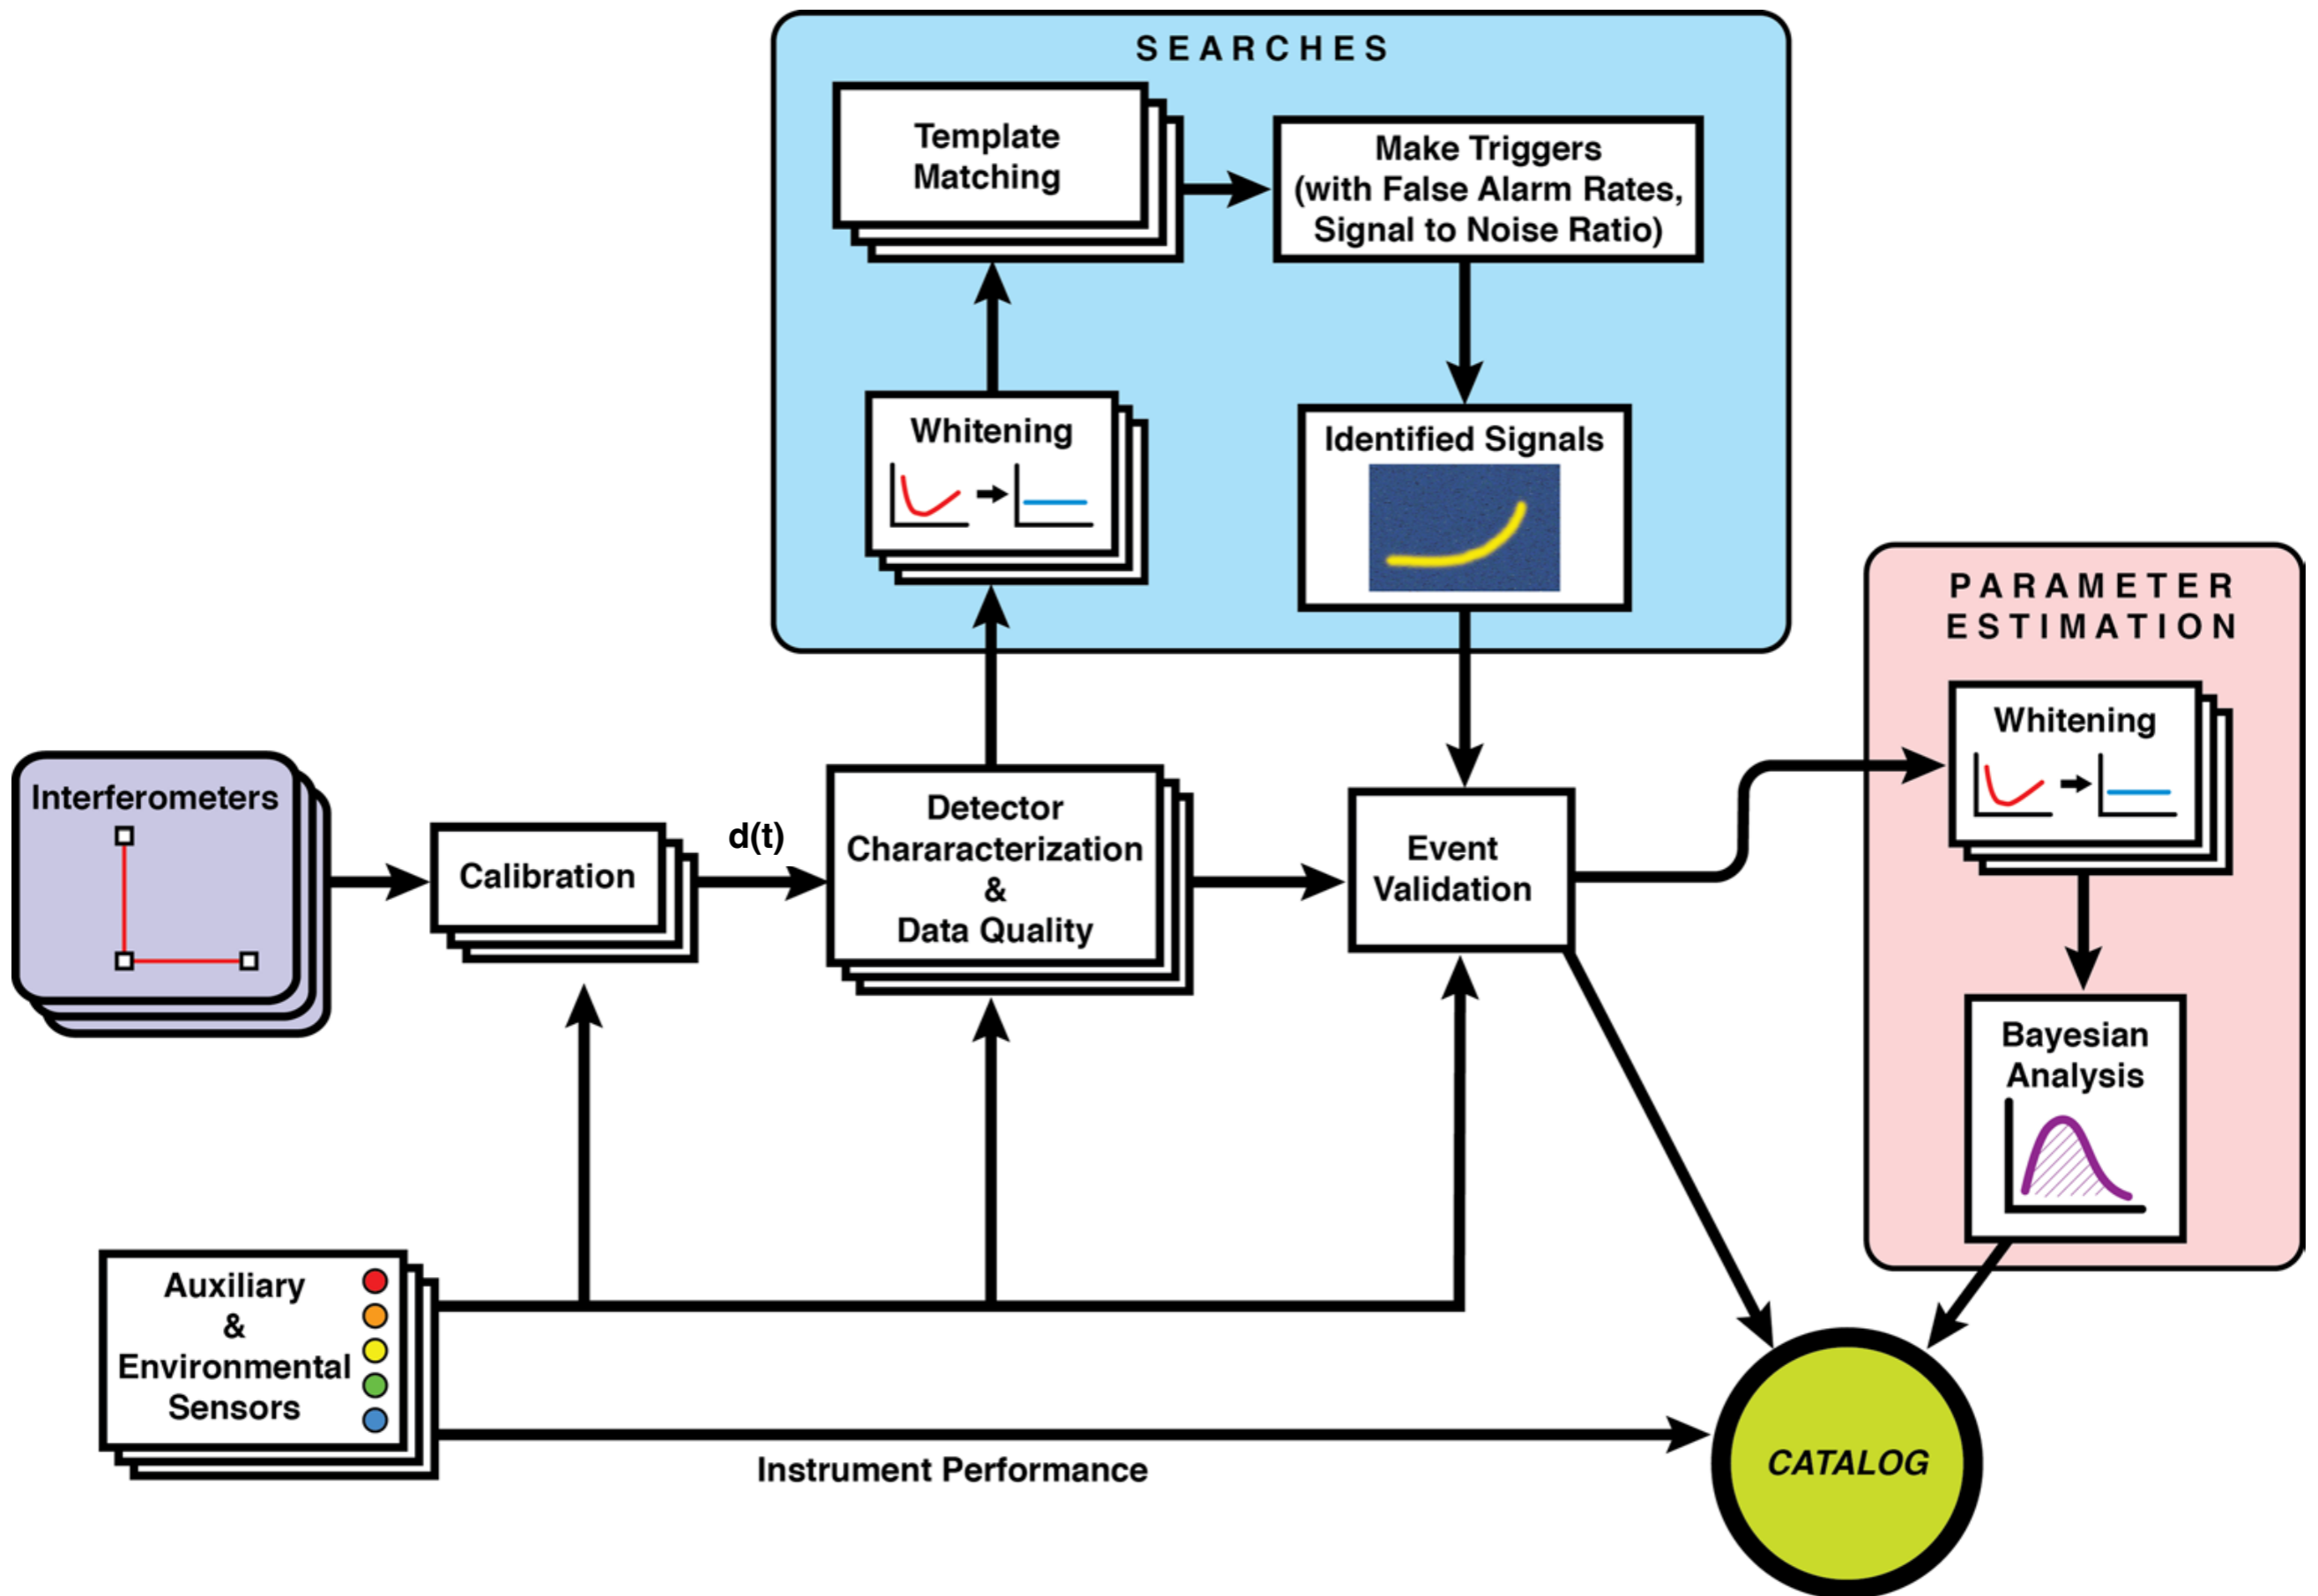 SEARCHES
Template
Matching
Make Triggers
(with False Alarm Rates,
Signal to Noise Ratio)
Whitening
Identified Signals
PARAMETER
ESTIMATION
Whitening
Interferometers
Calibration
d(t)
Detector
Chararacterization
&
Data Quality
Event
Validation
Bayesian
Analysis
Auxiliary
&
Environmental
Sensors
Instrument Performance
CATALOG